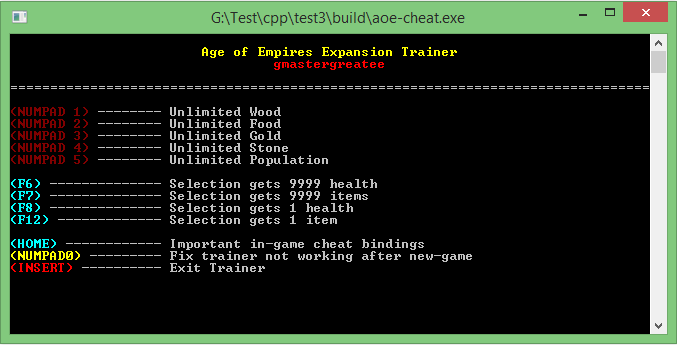 G:\Test\cpp\test3\build\aoe-cheat.exe
Age of Empires Expansion Trainer
gmastergreatee
================================================================================
(NUMPAD 1) -------- Unlimited Wood
(NUMPAD 2) -------- Unlimited Food
(NUMPAD 3) -------- Unlimited Gold
(NUMPAD 4) -------- Unlimited Stone
(NUMPAD 5) -------- Unlimited Population
(F6) -------------- Selection gets 9999 health
(F7) -------------- Selection gets 9999 items
(F8) -------------- Selection gets 1 health
(F12) ------------- Selection gets 1 item
(HOME) ------------ Important in-game cheat bindings
(NUMPAD0) --------- Fix trainer not working after new-game
(INSERT) ---------- Exit Trainer